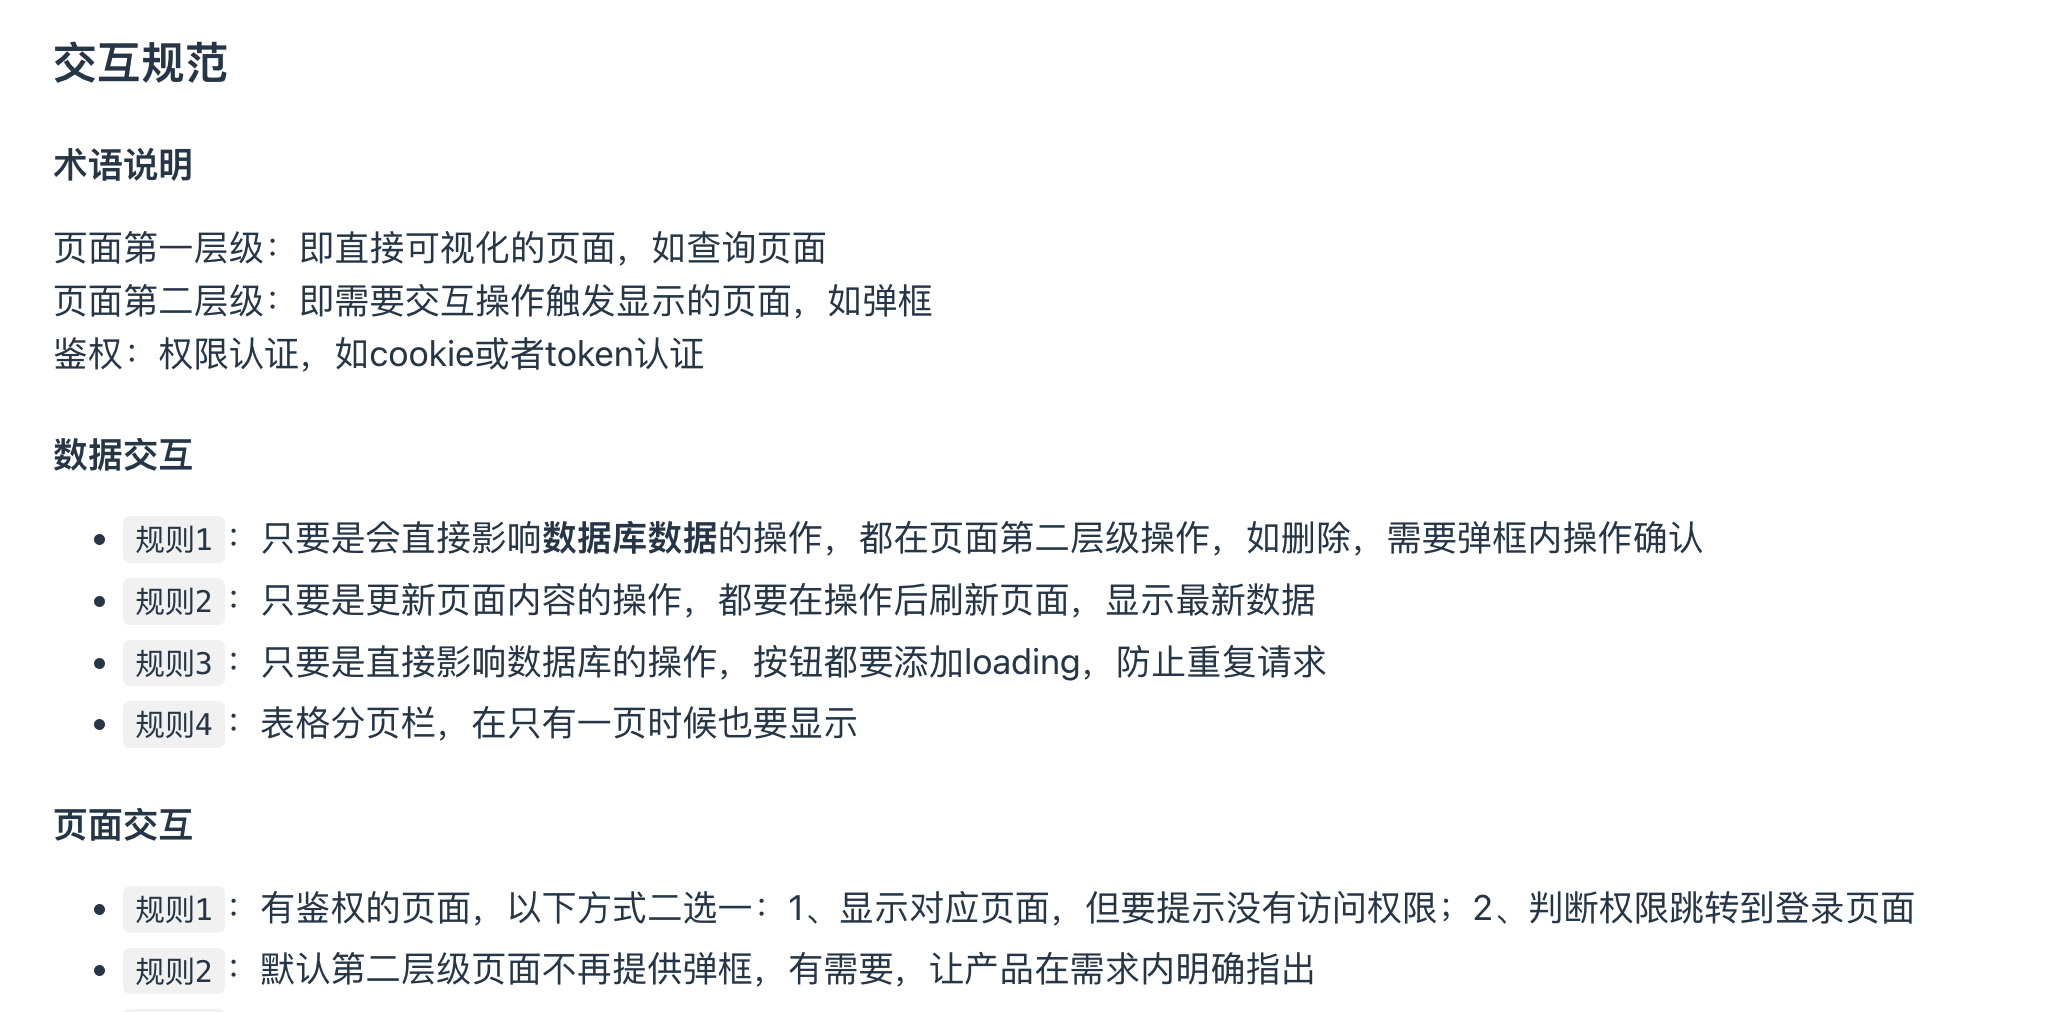 交互规范
术语说明
页面第一层级：即直接可视化的页面，如查询页面
页面第二层级：即需要交互操作触发显示的页面，如弹框
鉴权：权限认证，如cookie或者token认证
数据交互
规则1：只要是会直接影响数据库数据的操作，都在页面第二层级操作，如删除，需要弹框内操作确认
规则2：只要是更新页面内容的操作，都要在操作后刷新页面，显示最新数据
规则3：只要是直接影响数据库的操作，按钮都要添加loading，防止重复请求
规则4：表格分页栏，在只有一页时候也要显示
页面交互
规则1：有鉴权的页面，以下方式二选一：1、显示对应页面，但要提示没有访问权限；2、判断权限跳转到登录页面
规则2：默认第二层级页面不再提供弹框，有需要，让产品在需求内明确指出